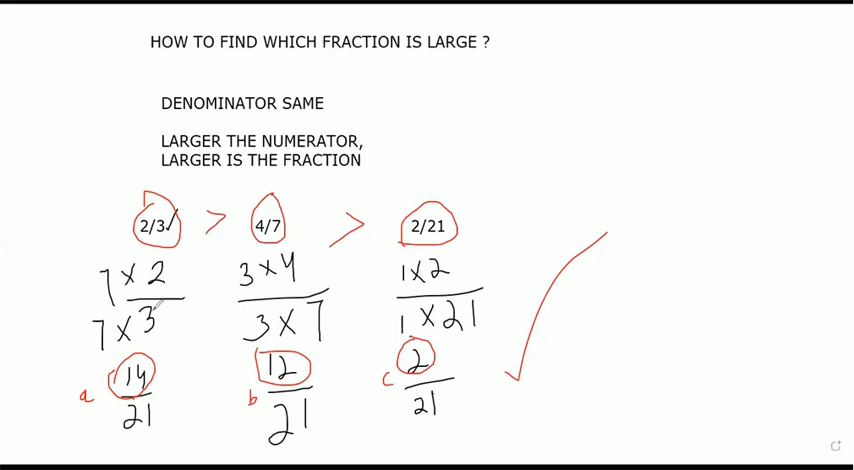 HOW TO FIND WHICH FRACTION IS LARGE ?
DENOMINATOR SAME
LARGER THE NUMERATOR,
LARGER IS THE FRACTION
2/3 > 4/7 > 2/21
7 × 2 3 × 4 1 × 2
7 × 3 3 × 7 1 × 21
a 14 b 12 c 2
21 21 21